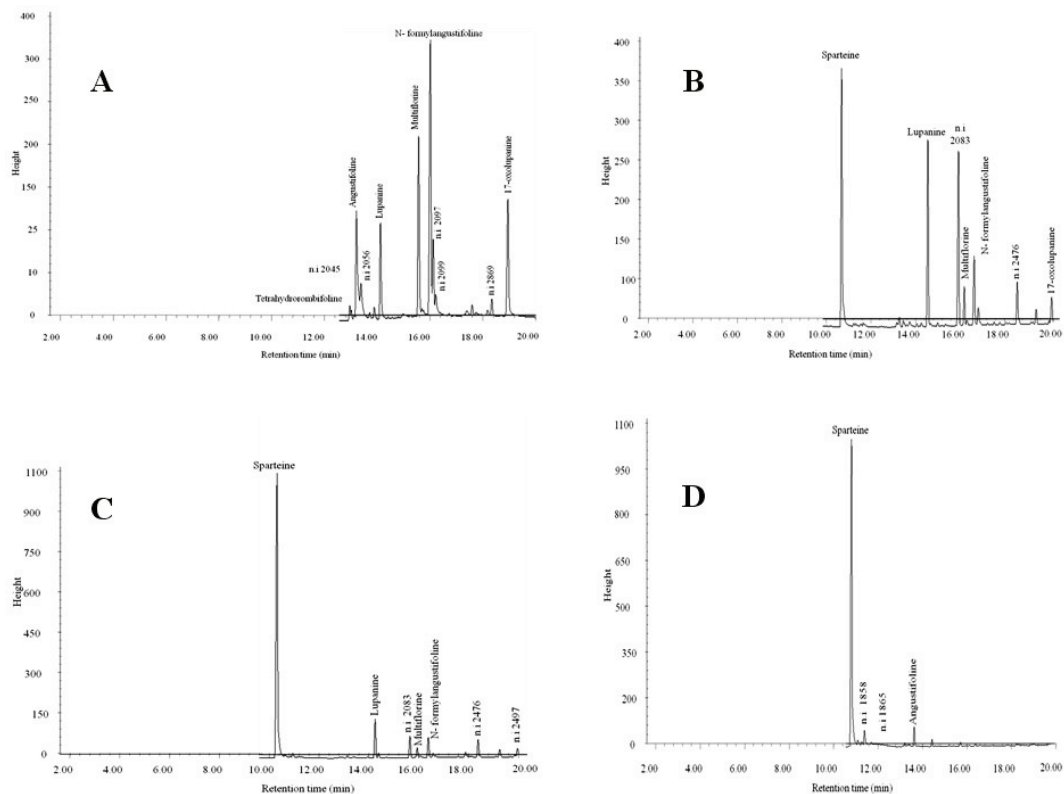 A
N- formylangustifoline
Multiflorine
Angustifoline
Lupanine
17-oxolupanine
n.i 2045
n.i 2056
n.i 2097
n.i 2099
n.i 2869
Tetrahydrorombifoline
Height
400
300
200
150
25
10
0
2.00 4.00 6.00 8.00 10.00 12.00 14.00 16.00 18.00 20.00
Retention time (min)
B
Sparteine
Lupanine
n.i
2083
Multiflorine
N- formylangustifoline
n.i 2476
17-oxolupanine
Height
400
350
300
250
200
150
100
0
2.00 4.00 6.00 8.00 10.00 12.00 14.00 16.00 18.00 20.00
Retention time (min)
C
Sparteine
Lupanine
n.i 2083
Multiflorine
N- formylangustifoline
n.i 2476
n.i 2497
Height
1100
900
750
600
450
300
150
0
2.00 4.00 6.00 8.00 10.00 12.00 14.00 16.00 18.00 20.00
Retention time (min)
D
Sparteine
n.i 1858
n.i 1865
Angustifoline
Height
1100
950
800
650
500
350
200
0
2.00 4.00 6.00 8.00 10.00 12.00 14.00 16.00 18.00 20.00
Retention time (min)